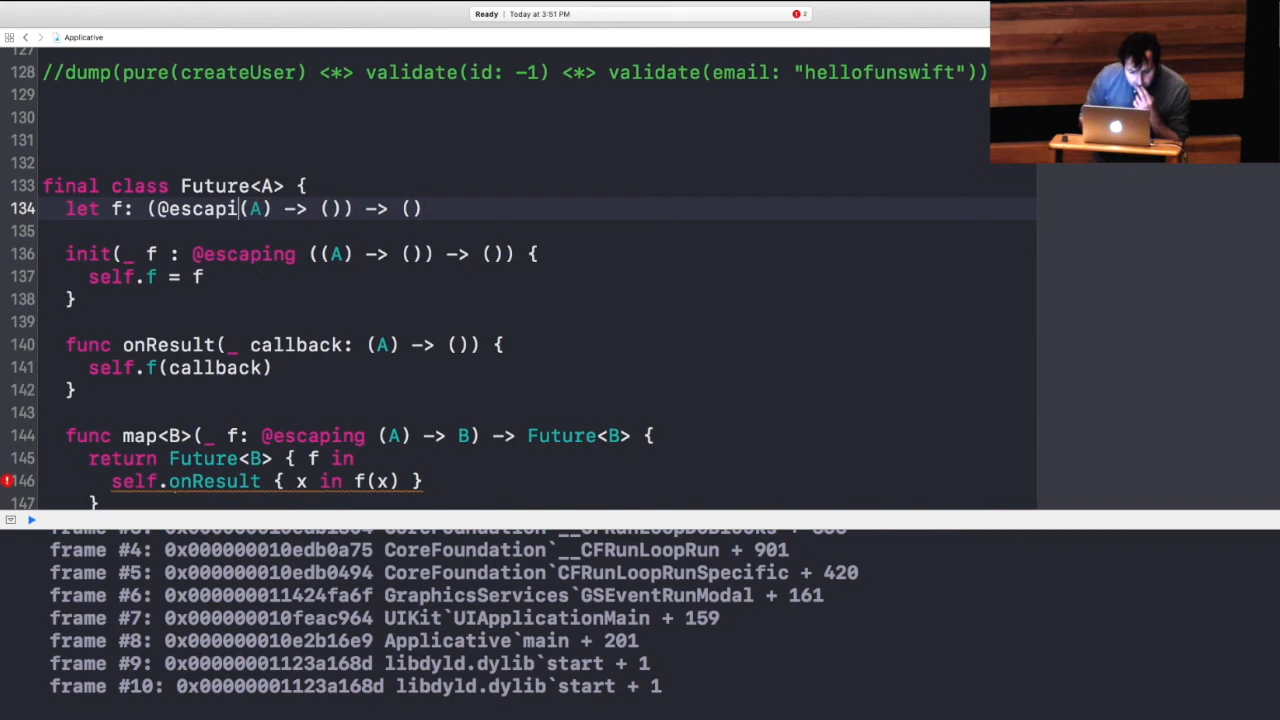 Ready | Today at 3:51 PM 2
Applicative
127
128 //dump(pure(createUser) <*> validate(id: -1) <*> validate(email: "hellofunswift"))
129
130
131
132
133 final class Future<A> {
134 let f: (@escapi(A) -> ()) -> ()
135
136 init(_ f : @escaping ((A) -> ()) -> ()) {
137 self.f = f
138 }
139
140 func onResult(_ callback: (A) -> ()) {
141 self.f(callback)
142 }
143
144 func map<B>(_ f: @escaping (A) -> B) -> Future<B> {
145 return Future<B> { f in
146 self.onResult { x in f(x) }
147 }
frame #4: 0x000000010edb0a75 CoreFoundation`__CFRunLoopRun + 901
frame #5: 0x000000010edb0494 CoreFoundation`CFRunLoopRunSpecific + 420
frame #6: 0x000000011424fa6f GraphicsServices`GSEventRunModal + 161
frame #7: 0x000000010feac964 UIKit`UIApplicationMain + 159
frame #8: 0x000000010e2b16e9 Applicative`main + 201
frame #9: 0x00000001123a168d libdyld.dylib`start + 1
frame #10: 0x00000001123a168d libdyld.dylib`start + 1